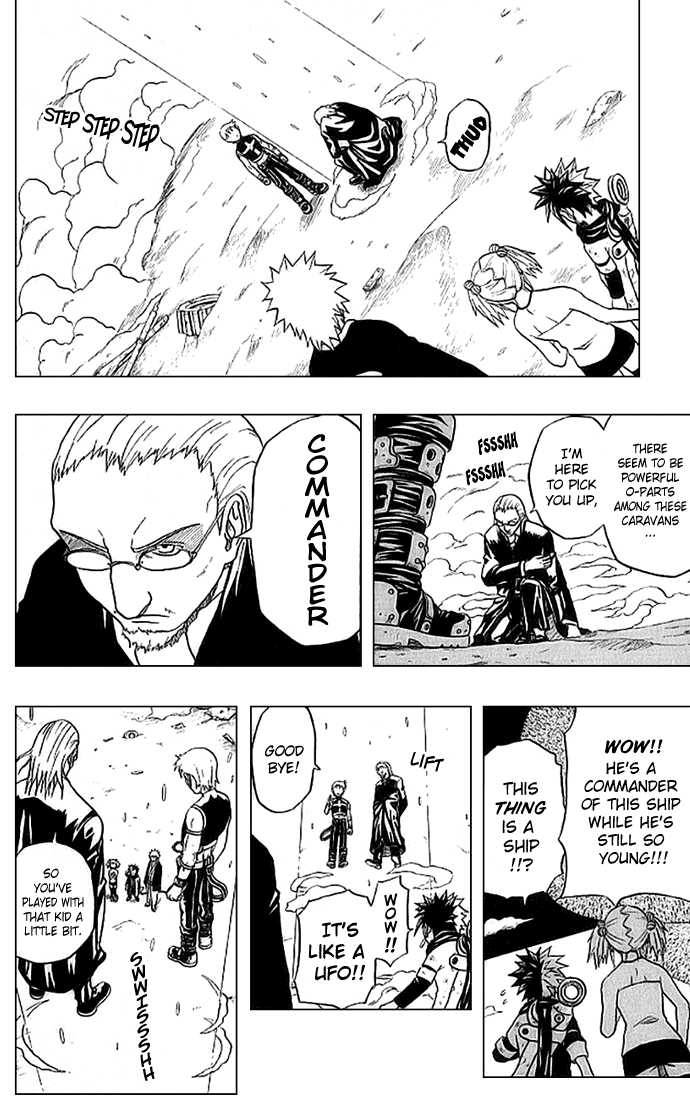 THUD
STEP STEP STEP
THERE
SEEM TO BE
POWERFUL
O-PARTS
AMONG THESE
CARAVANS
...
I'M
HERE
TO PICK
YOU UP,
FSSSHH
FSSSHH
COMMANDER
WOW!!
HE'S A
COMMANDER
OF THIS SHIP
WHILE HE'S
STILL SO
YOUNG!!!
THIS
THING
IS A
SHIP
!!?
LIFT
GOOD
BYE!
WOW!!
IT'S
LIKE A
UFO!!
SO
YOU'VE
PLAYED WITH
THAT KID A
LITTLE BIT.
SWWISSSHH